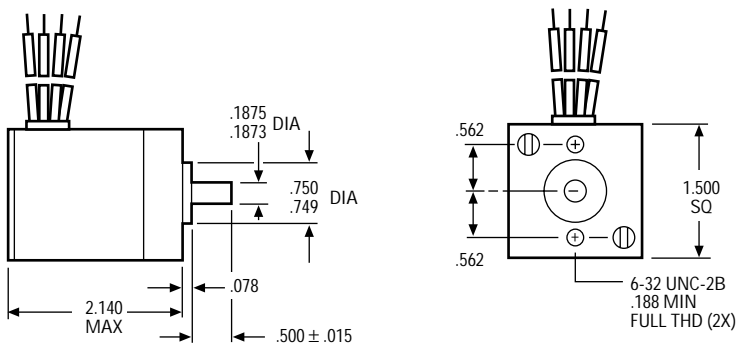 .1875
.1873 DIA
.750
.749 DIA
.078
2.140
MAX
.500 ± .015
.562
.562
1.500
SQ
6-32 UNC-2B
.188 MIN
FULL THD (2X)